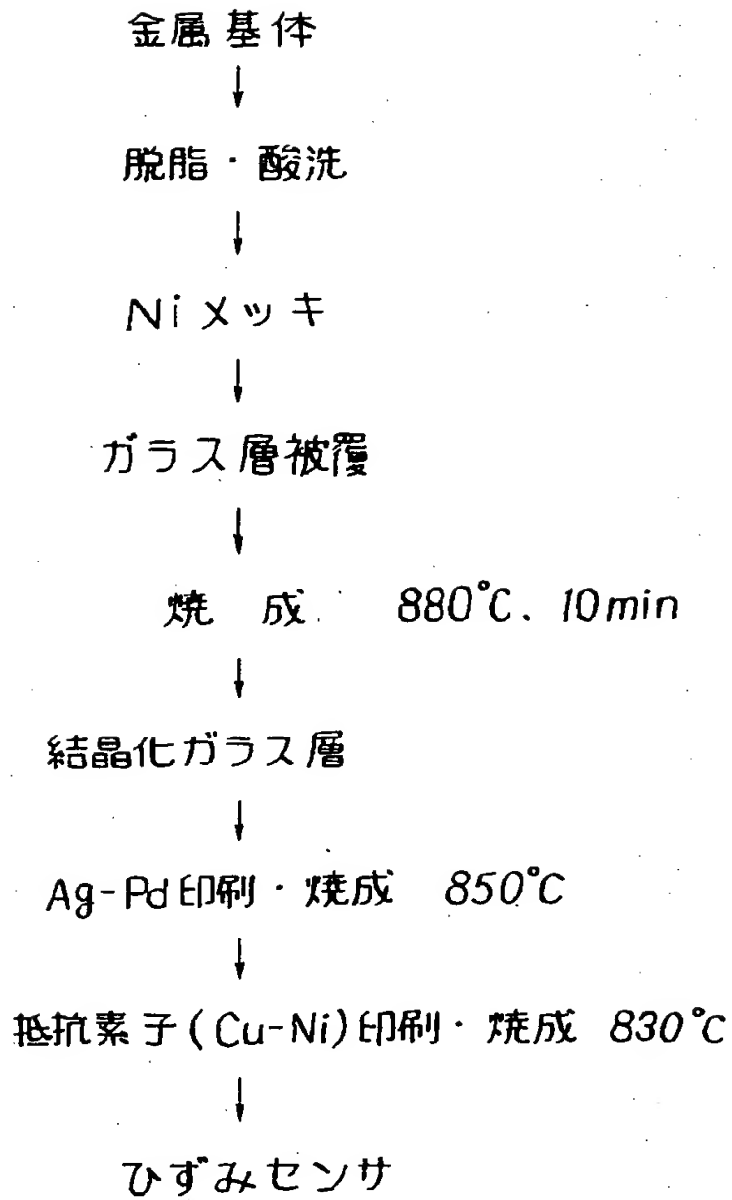 金属基体
↓
脱脂・酸洗
↓
Niメッキ
↓
ガラス層被覆
↓
焼 成 880℃、10min
↓
結晶化ガラス層
↓
Ag-Pd印刷・焼成 850℃
↓
抵抗素子(Cu-Ni)印刷・焼成 830℃
↓
ひずみセンサ